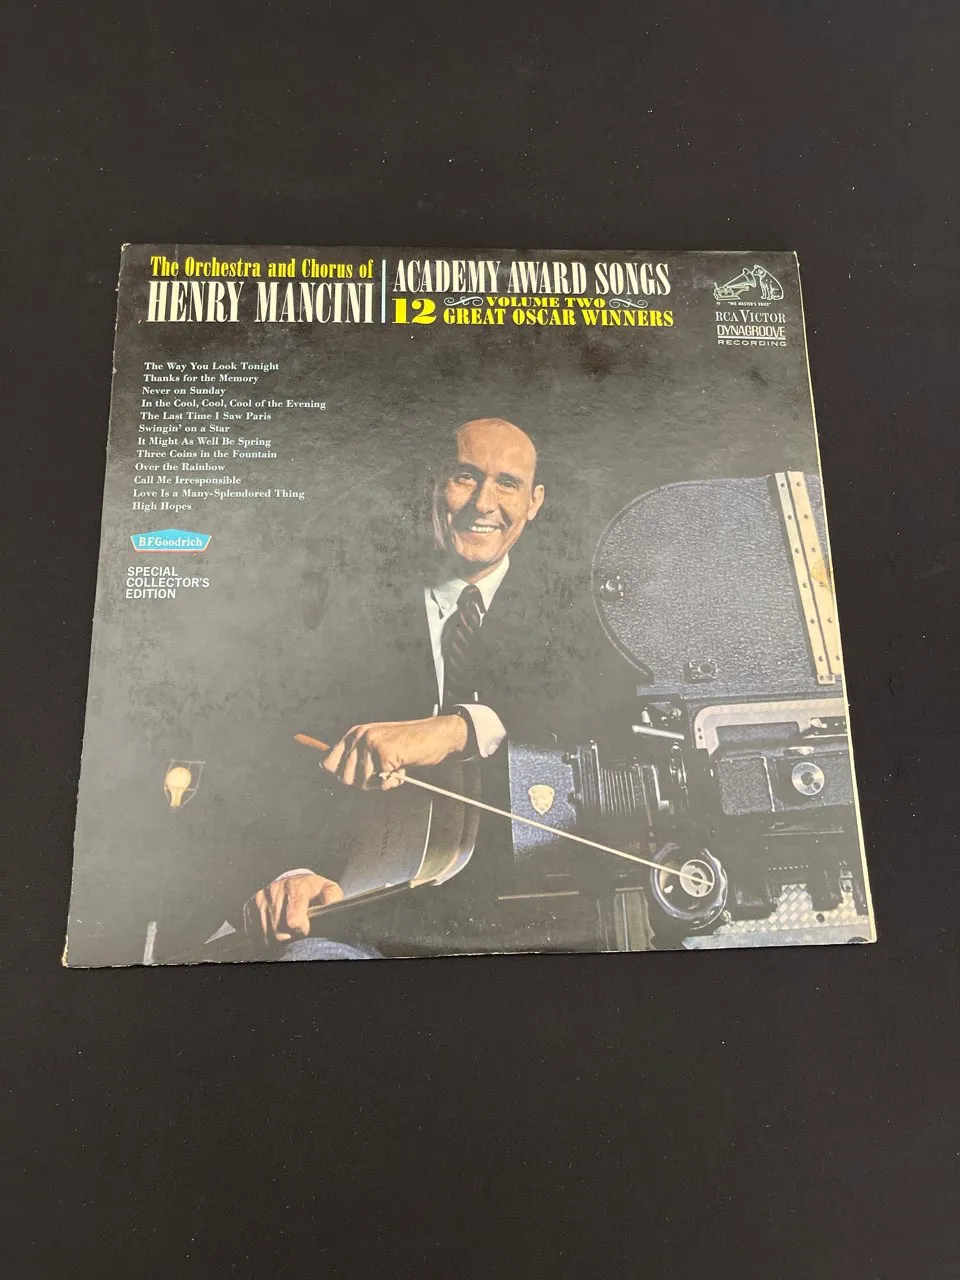 The Orchestra and Chorus of
HENRY MANCINI
ACADEMY AWARD SONGS
12 VOLUME TWO
GREAT OSCAR WINNERS
"HIS MASTER'S VOICE"
RCA VICTOR
DYNAGROOVE
RECORDING
The Way You Look Tonight
Thanks for the Memory
Never on Sunday
In the Cool, Cool, Cool of the Evening
The Last Time I Saw Paris
Swingin' on a Star
It Might As Well Be Spring
Three Coins in the Fountain
Over the Rainbow
Call Me Irresponsible
Love Is a Many-Splendored Thing
High Hopes
B.F.Goodrich
SPECIAL
COLLECTOR'S
EDITION